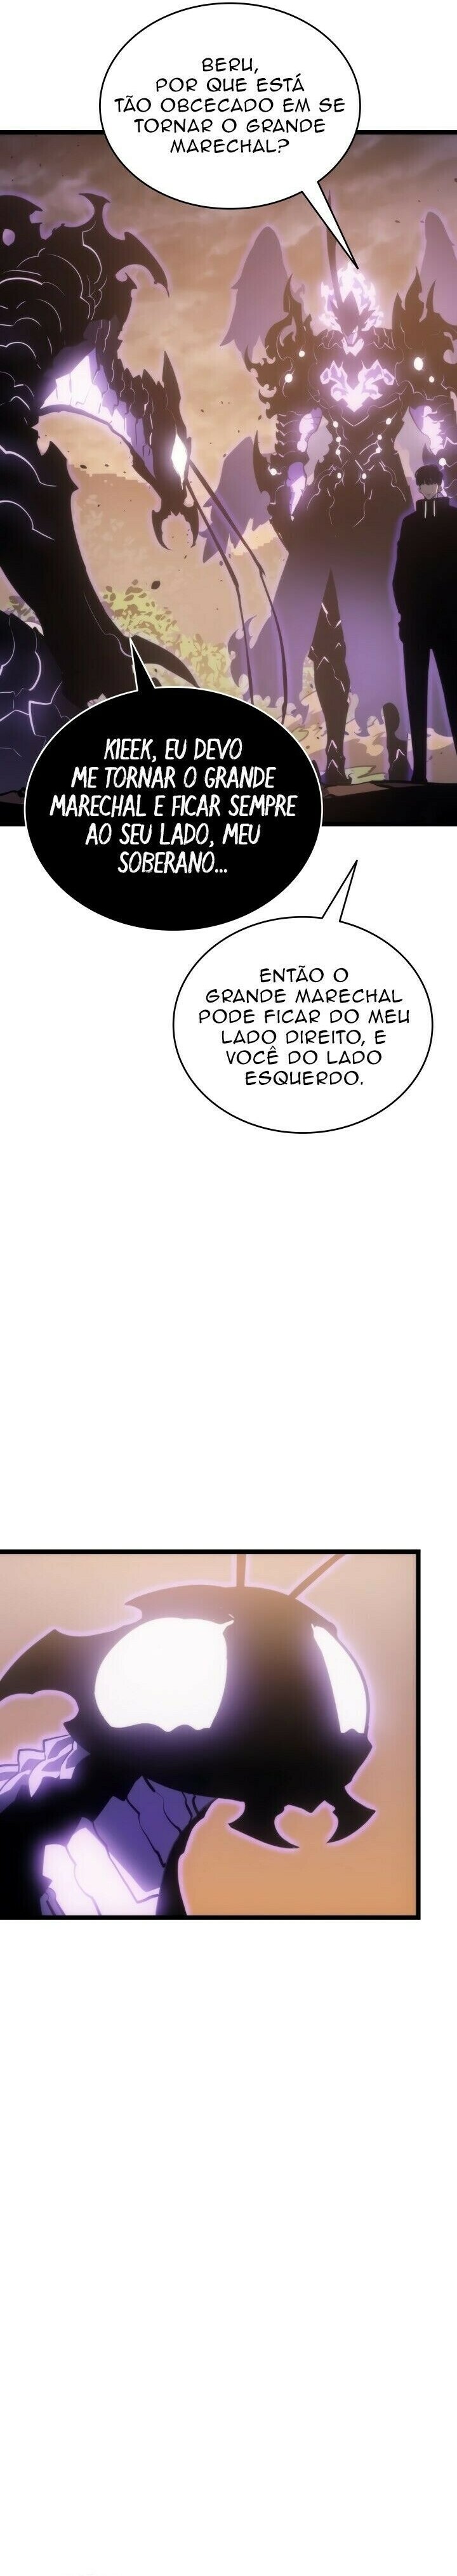 BERU,
POR QUE ESTÁ
TÃO OBCECADO EM SE
TORNAR O GRANDE
MARECHAL?
KIEEK, EU DEVO
ME TORNAR O GRANDE
MARECHAL E FICAR SEMPRE
AO SEU LADO, MEU
SOBERANO...
ENTÃO O
GRANDE MARECHAL
PODE FICAR DO MEU
LADO DIREITO, E
VOCÊ DO LADO
ESQUERDO.